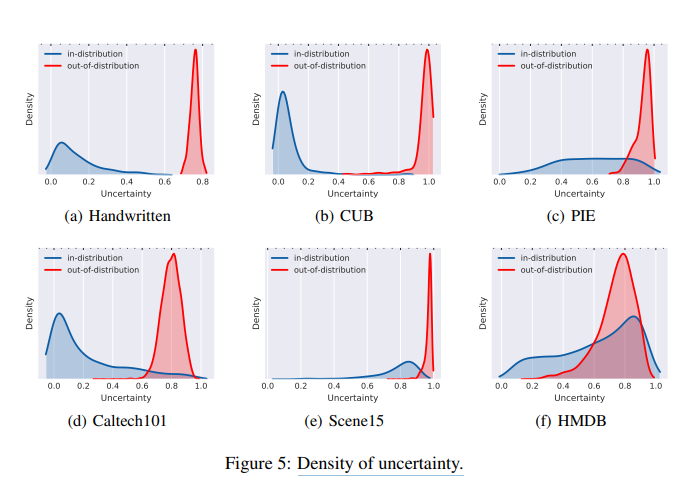 in-distribution
out-of-distribution
Density
0.0 0.2 0.4 0.6 0.8
Uncertainty
(a) Handwritten
in-distribution
out-of-distribution
Density
0.0 0.2 0.4 0.6 0.8 1.0
Uncertainty
(b) CUB
in-distribution
out-of-distribution
Density
0.0 0.2 0.4 0.6 0.8 1.0
Uncertainty
(c) PIE
in-distribution
out-of-distribution
Density
0.0 0.2 0.4 0.6 0.8 1.0
Uncertainty
(d) Caltech101
in-distribution
out-of-distribution
Density
0.0 0.2 0.4 0.6 0.8 1.0
Uncertainty
(e) Scene15
in-distribution
out-of-distribution
Density
0.0 0.2 0.4 0.6 0.8 1.0
Uncertainty
(f) HMDB
Figure 5: Density of uncertainty.